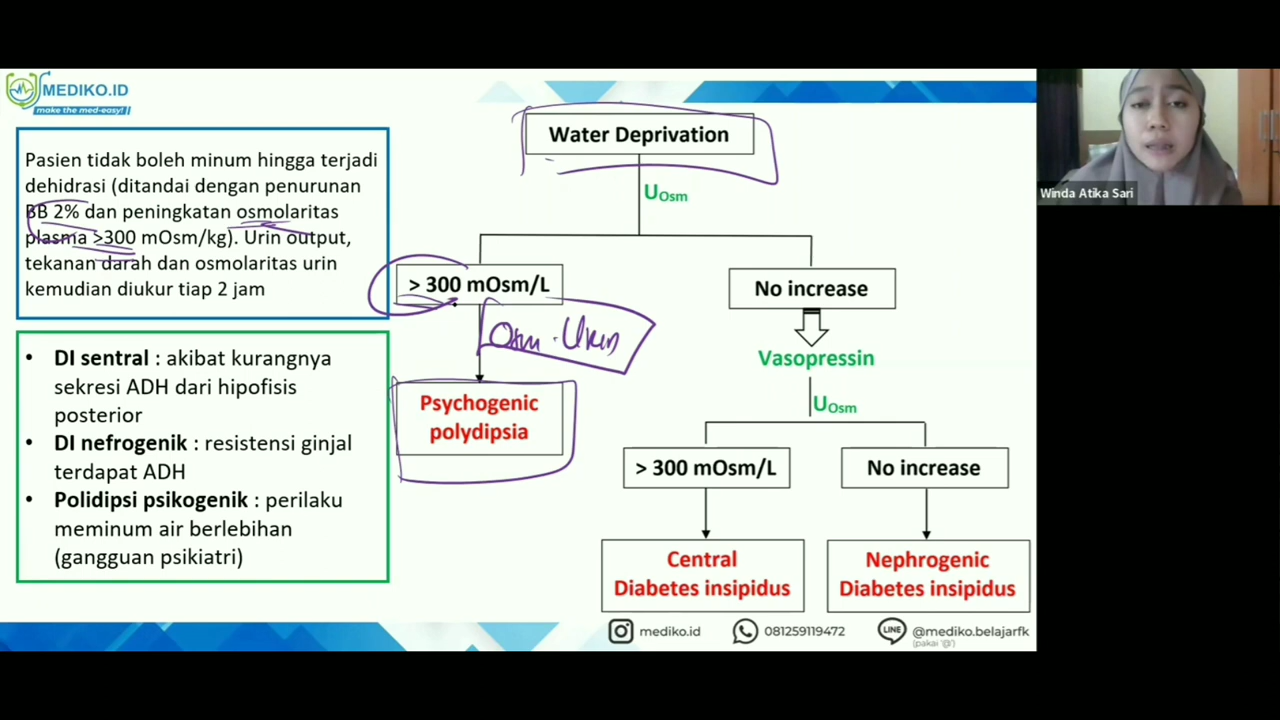 MEDIKO.ID
make the med-easy!
Pasien tidak boleh minum hingga terjadi
dehidrasi (ditandai dengan penurunan
BB 2% dan peningkatan osmolaritas
plasma >300 mOsm/kg). Urin output,
tekanan darah dan osmolaritas urin
kemudian diukur tiap 2 jam
• DI sentral : akibat kurangnya
sekresi ADH dari hipofisis
posterior
• DI nefrogenik : resistensi ginjal
terdapat ADH
• Polidipsi psikogenik : perilaku
meminum air berlebihan
(gangguan psikiatri)
Water Deprivation
UOsm
> 300 mOsm/L
Osm. Urin
Psychogenic
polydipsia
No increase
Vasopressin
UOsm
> 300 mOsm/L
No increase
Central
Diabetes insipidus
Nephrogenic
Diabetes insipidus
mediko.id
081259119472
LINE
@mediko.belajarfk
(pakai '@')
Winda Atika Sari